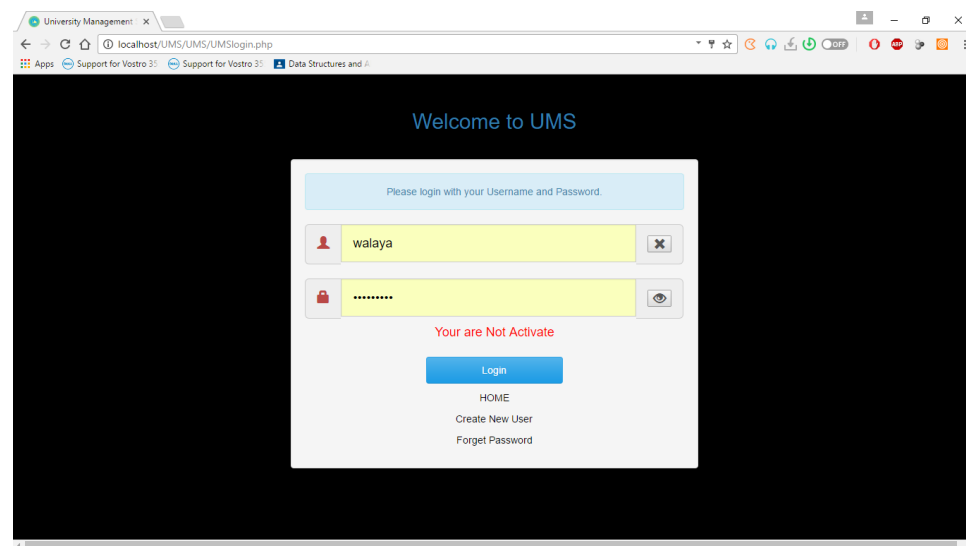 University Management
localhost/UMS/UMS/UMSlogin.php
OFF
ABP
Apps
Support for Vostro 35
Support for Vostro 35
Data Structures and A
Welcome to UMS
Please login with your Username and Password.
walaya
•••••••••
Your are Not Activate
Login
HOME
Create New User
Forget Password